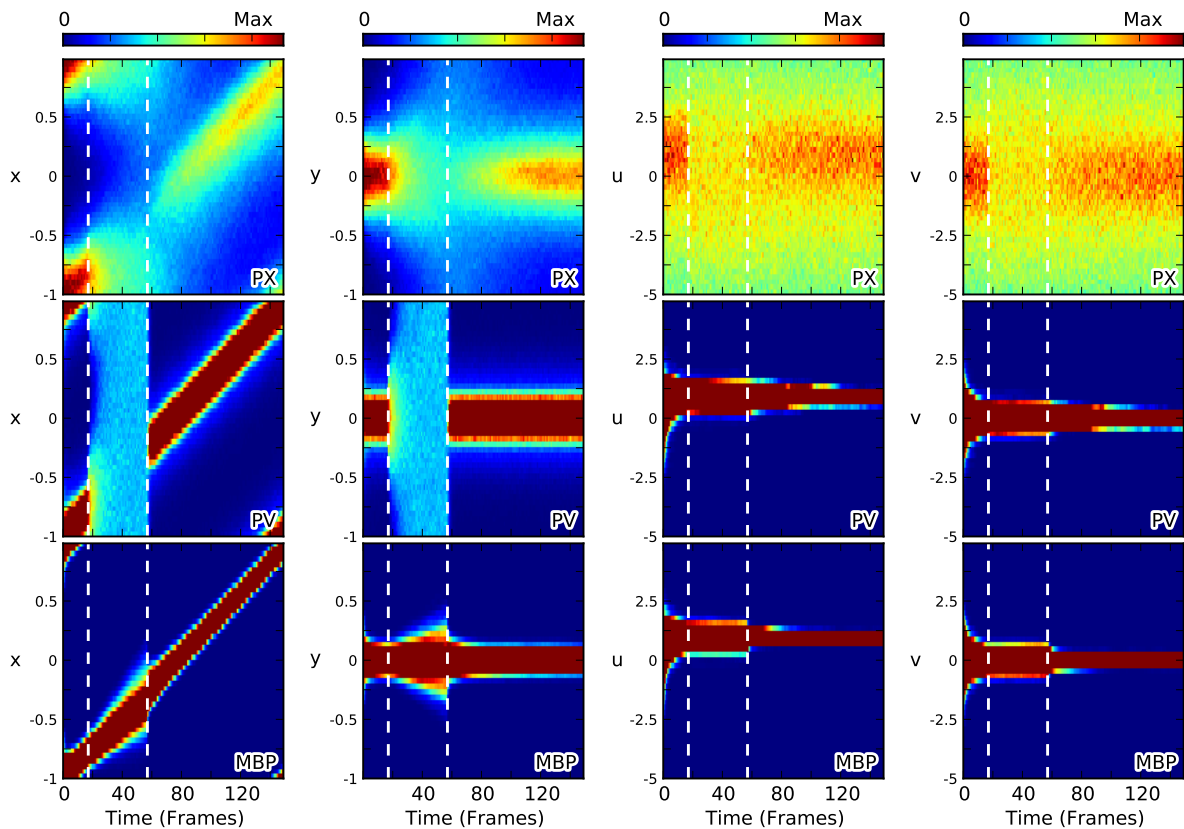 0 Max 0 Max 0 Max 0 Max
x 0.5 0 -0.5 -1 PX
y 0.5 0 -0.5 -1 PX
u 2.5 0 -2.5 -5 PX
v 2.5 0 -2.5 -5 PX
x 0.5 0 -0.5 -1 PV
y 0.5 0 -0.5 -1 PV
u 2.5 0 -2.5 -5 PV
v 2.5 0 -2.5 -5 PV
x 0.5 0 -0.5 -1 MBP
y 0.5 0 -0.5 -1 MBP
u 2.5 0 -2.5 -5 MBP
v 2.5 0 -2.5 -5 MBP
0 40 80 120 0 40 80 120 0 40 80 120 0 40 80 120
Time (Frames) Time (Frames) Time (Frames) Time (Frames)